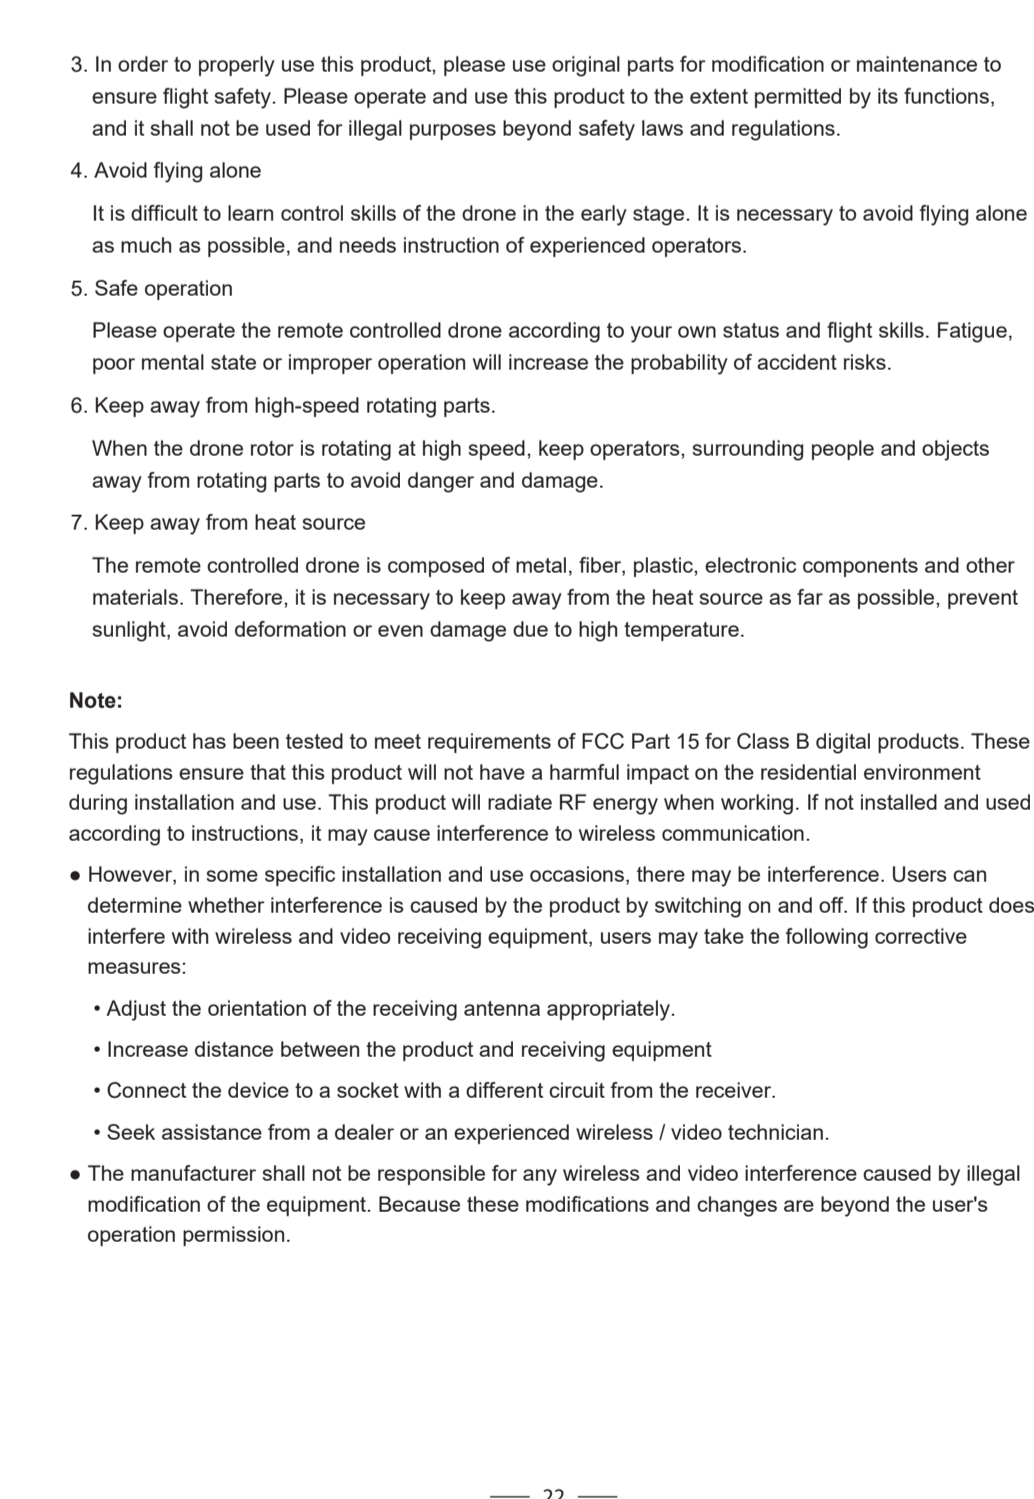 3. In order to properly use this product, please use original parts for modification or maintenance to
ensure flight safety. Please operate and use this product to the extent permitted by its functions,
and it shall not be used for illegal purposes beyond safety laws and regulations.
4. Avoid flying alone
It is difficult to learn control skills of the drone in the early stage. It is necessary to avoid flying alone
as much as possible, and needs instruction of experienced operators.
5. Safe operation
Please operate the remote controlled drone according to your own status and flight skills. Fatigue,
poor mental state or improper operation will increase the probability of accident risks.
6. Keep away from high-speed rotating parts.
When the drone rotor is rotating at high speed, keep operators, surrounding people and objects
away from rotating parts to avoid danger and damage.
7. Keep away from heat source
The remote controlled drone is composed of metal, fiber, plastic, electronic components and other
materials. Therefore, it is necessary to keep away from the heat source as far as possible, prevent
sunlight, avoid deformation or even damage due to high temperature.
Note:
This product has been tested to meet requirements of FCC Part 15 for Class B digital products. These
regulations ensure that this product will not have a harmful impact on the residential environment
during installation and use. This product will radiate RF energy when working. If not installed and used
according to instructions, it may cause interference to wireless communication.
● However, in some specific installation and use occasions, there may be interference. Users can
determine whether interference is caused by the product by switching on and off. If this product does
interfere with wireless and video receiving equipment, users may take the following corrective
measures:
• Adjust the orientation of the receiving antenna appropriately.
• Increase distance between the product and receiving equipment
• Connect the device to a socket with a different circuit from the receiver.
• Seek assistance from a dealer or an experienced wireless / video technician.
● The manufacturer shall not be responsible for any wireless and video interference caused by illegal
modification of the equipment. Because these modifications and changes are beyond the user's
operation permission.
22